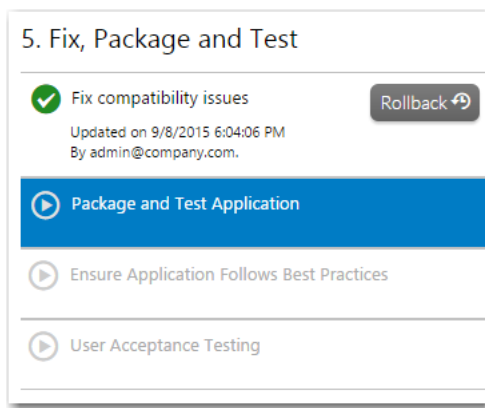 5. Fix, Package and Test
Fix compatibility issues
Rollback
Updated on 9/8/2015 6:04:06 PM
By admin@company.com.
Package and Test Application
Ensure Application Follows Best Practices
User Acceptance Testing